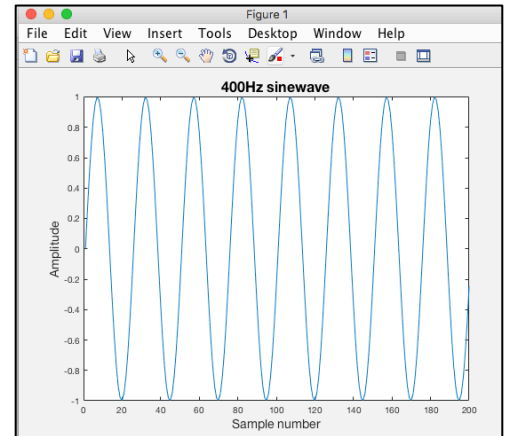 Figure 1
File Edit View Insert Tools Desktop Window Help
400Hz sinewave
1
0.8
0.6
0.4
0.2
0
-0.2
-0.4
-0.6
-0.8
-1
Amplitude
0 20 40 60 80 100 120 140 160 180 200
Sample number